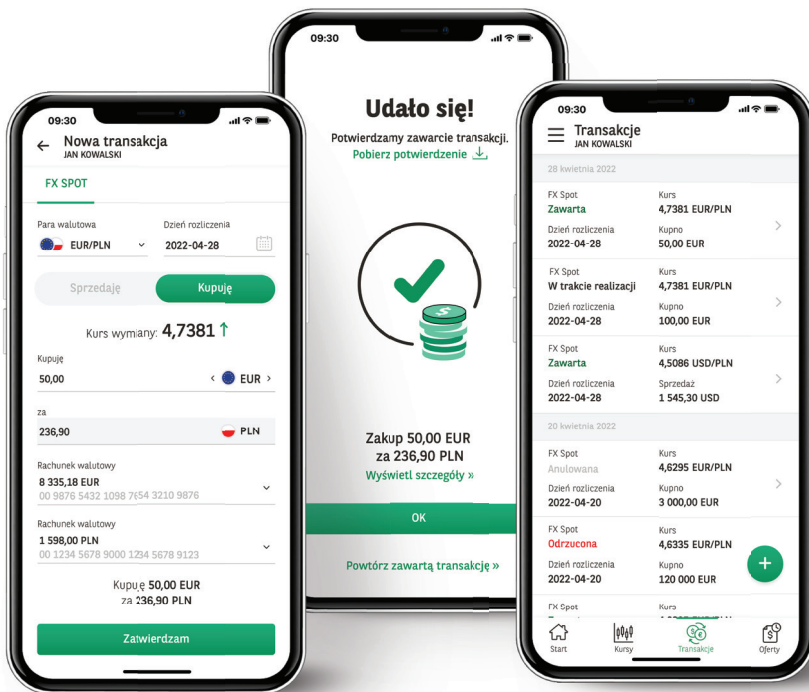 09:30
Nowa transakcja
JAN KOWALSKI
FX SPOT
Para walutowa
Dzień rozliczenia
EUR/PLN
2022-04-28
Sprzedaję
Kupuję
Kurs wymiany: 4,7381 ↑
Kupuję
50,00
< EUR >
za
236,90
PLN
Rachunek walutowy
8 335,18 EUR
00 9876 5432 1098 7654 3210 9876
Rachunek walutowy
1 598,00 PLN
00 1234 5678 9000 1234 5678 9123
Kupuję 50,00 EUR
za 236,90 PLN
Zatwierdzam
09:30
Udało się!
Potwierdzamy zawarcie transakcji.
Pobierz potwierdzenie
Zakup 50,00 EUR
za 236,90 PLN
Wyświetl szczegóły »
OK
Powtórz zawartą transakcję »
09:30
Transakcje
JAN KOWALSKI
28 kwietnia 2022
FX Spot
Kurs
Zawarta
4,7381 EUR/PLN
Dzień rozliczenia
Kupno
2022-04-28
50,00 EUR
FX Spot
Kurs
W trakcie realizacji
4,7381 EUR/PLN
Dzień rozliczenia
Kupno
2022-04-28
100,00 EUR
FX Spot
Kurs
Zawarta
4,5086 USD/PLN
Dzień rozliczenia
Sprzedaż
2022-04-28
1 545,30 USD
20 kwietnia 2022
FX Spot
Kurs
Anulowana
4,6295 EUR/PLN
Dzień rozliczenia
Kupno
2022-04-20
3 000,00 EUR
FX Spot
Kurs
Odrzucona
4,6335 EUR/PLN
Dzień rozliczenia
Kupno
2022-04-20
120 000 EUR
FX Spot
Kurs
Start
Kursy
Transakcje
Oferty